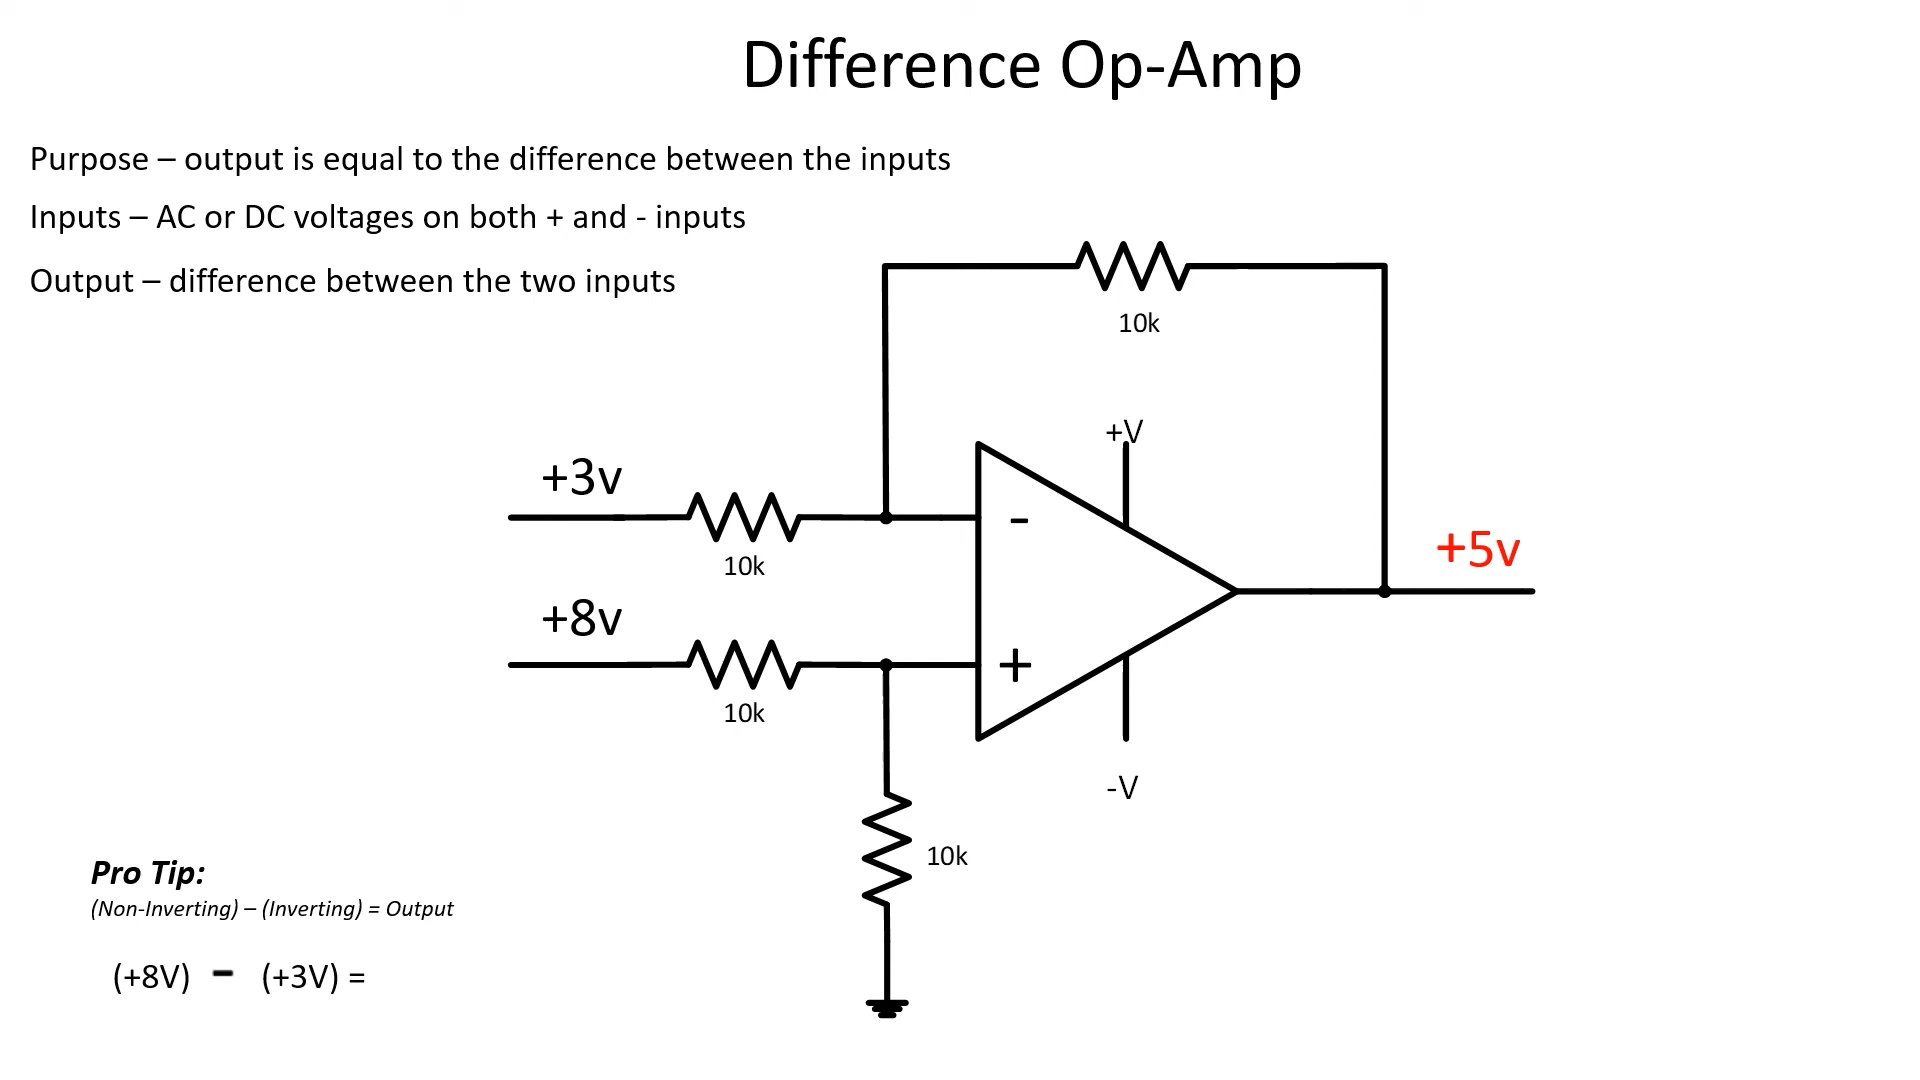 Difference Op-Amp
Purpose – output is equal to the difference between the inputs
Inputs – AC or DC voltages on both + and - inputs
Output – difference between the two inputs
10k
+V
+3v
-
10k
+5v
+8v
+
10k
-V
10k
Pro Tip:
(Non-Inverting) – (Inverting) = Output
(+8V) - (+3V) =